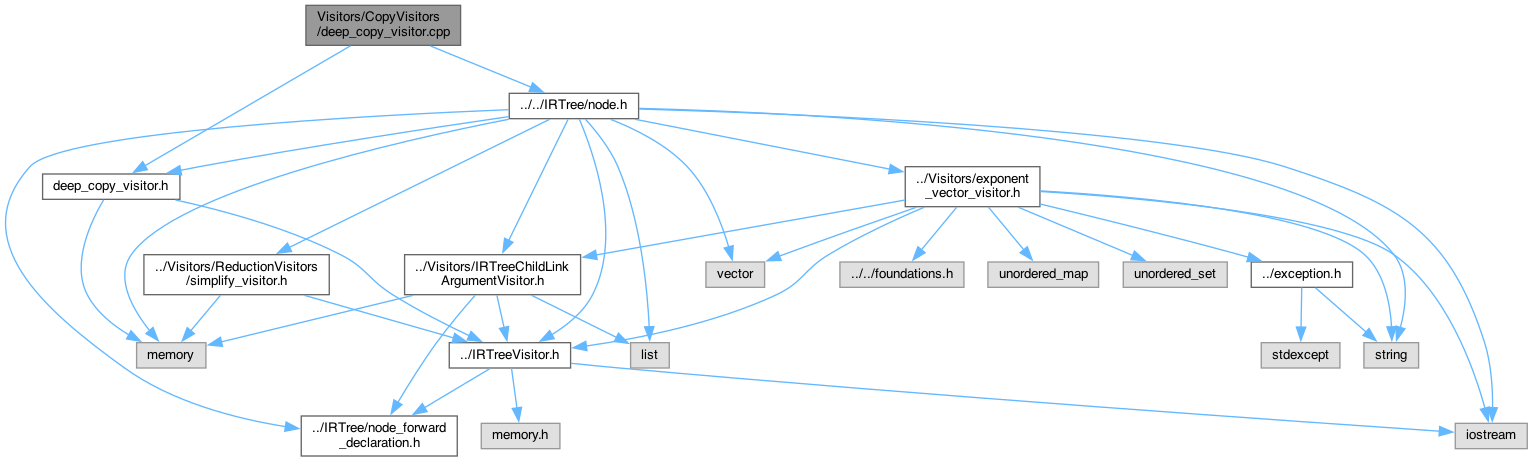 Visitors/CopyVisitors
/deep_copy_visitor.cpp
../../IRTree/node.h
deep_copy_visitor.h
../Visitors/exponent
_vector_visitor.h
../Visitors/ReductionVisitors
/simplify_visitor.h
../Visitors/IRTreeChildLink
ArgumentVisitor.h
vector
../../foundations.h
unordered_map
unordered_set
../exception.h
memory
../IRTreeVisitor.h
list
stdexcept
string
../IRTree/node_forward
_declaration.h
memory.h
iostream